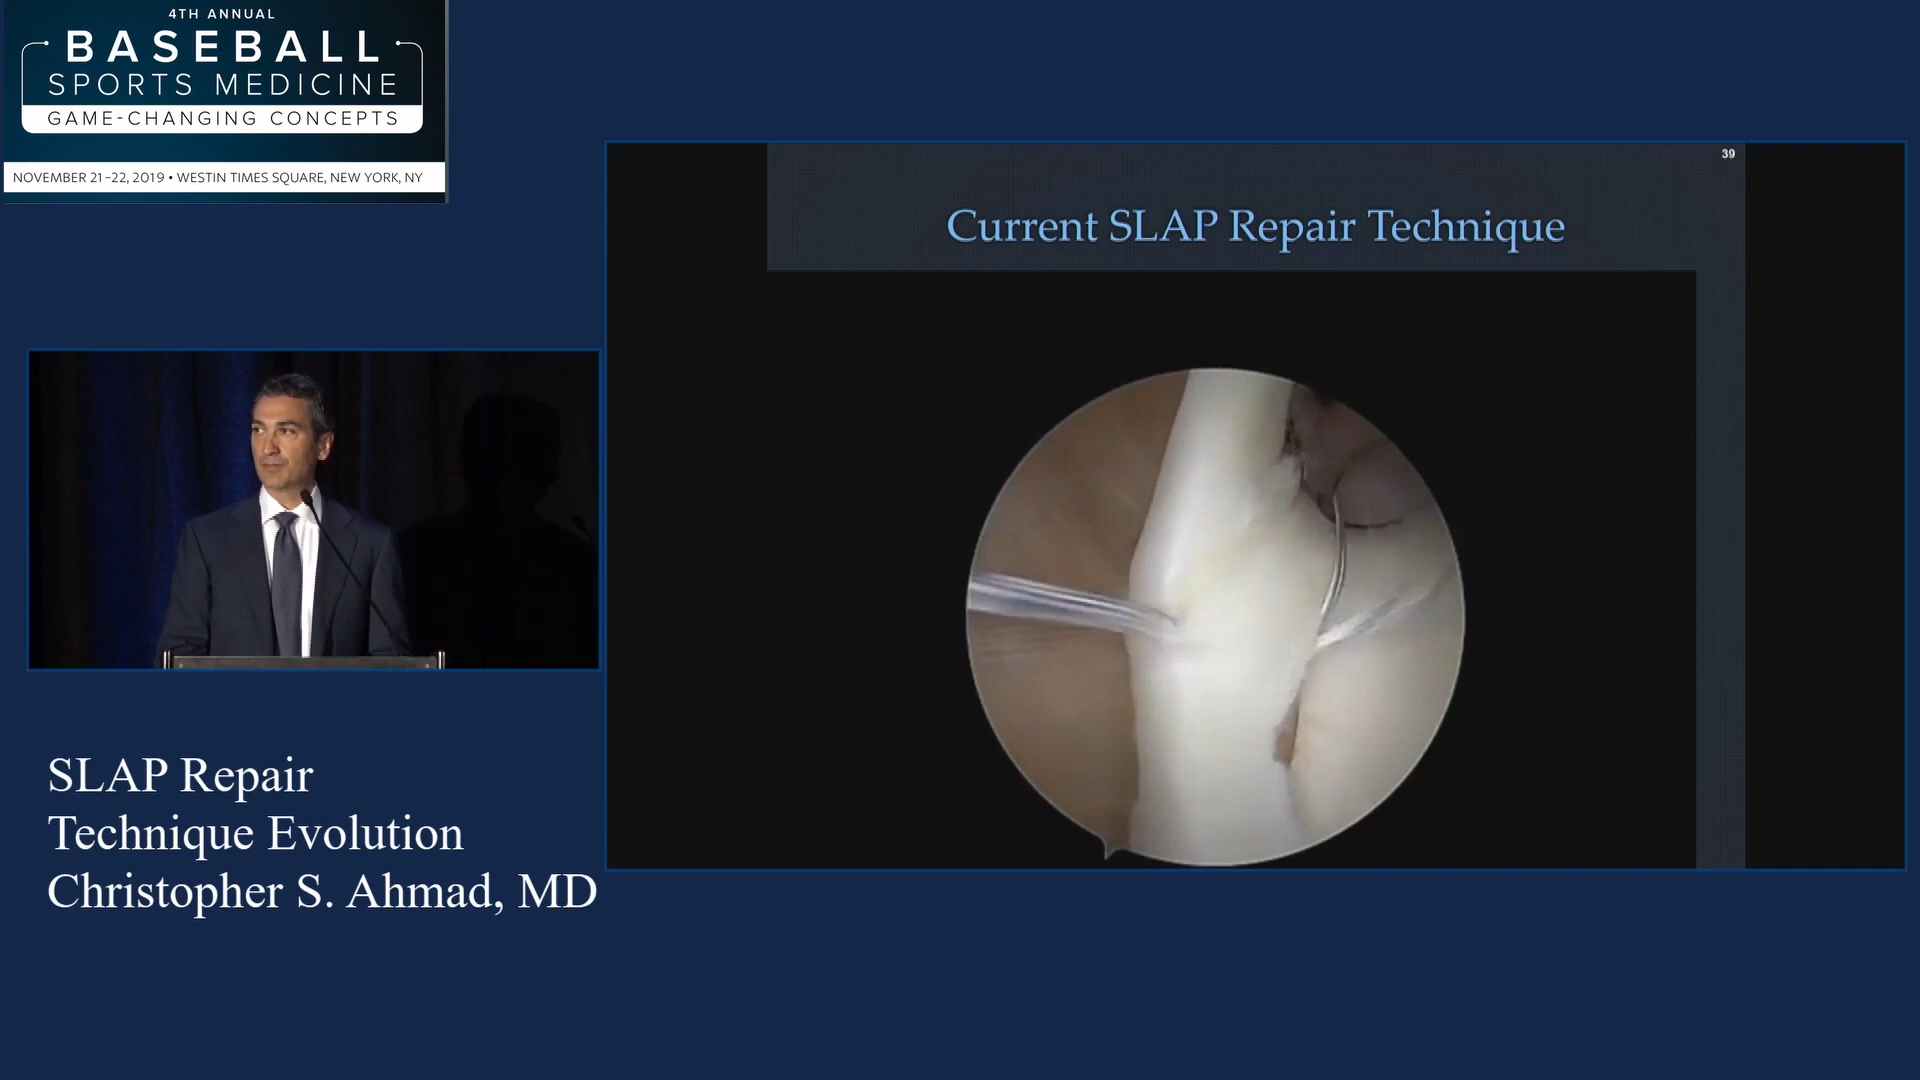 4TH ANNUAL
BASEBALL
SPORTS MEDICINE
GAME-CHANGING CONCEPTS
NOVEMBER 21-22, 2019 • WESTIN TIMES SQUARE, NEW YORK, NY
39
Current SLAP Repair Technique
SLAP Repair
Technique Evolution
Christopher S. Ahmad, MD